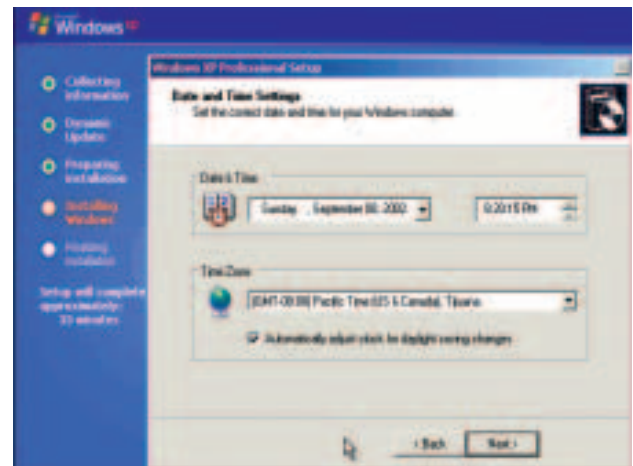 Windows XP
Collecting
Information
Dynamic
Update
Preparing
Installation
Installing
Windows
Finalizing
Installation
Setup will complete
approximately:
33 minutes
Windows XP Professional Setup
Date and Time Settings
Set the correct date and time for your Windows computer.
Date & Time
Sunday , September 08, 2002
Time Zone
(GMT-08:00) Pacific Time (US & Canada); Tijuana
Automatically adjust clock for daylight saving changes
< Back
Next >